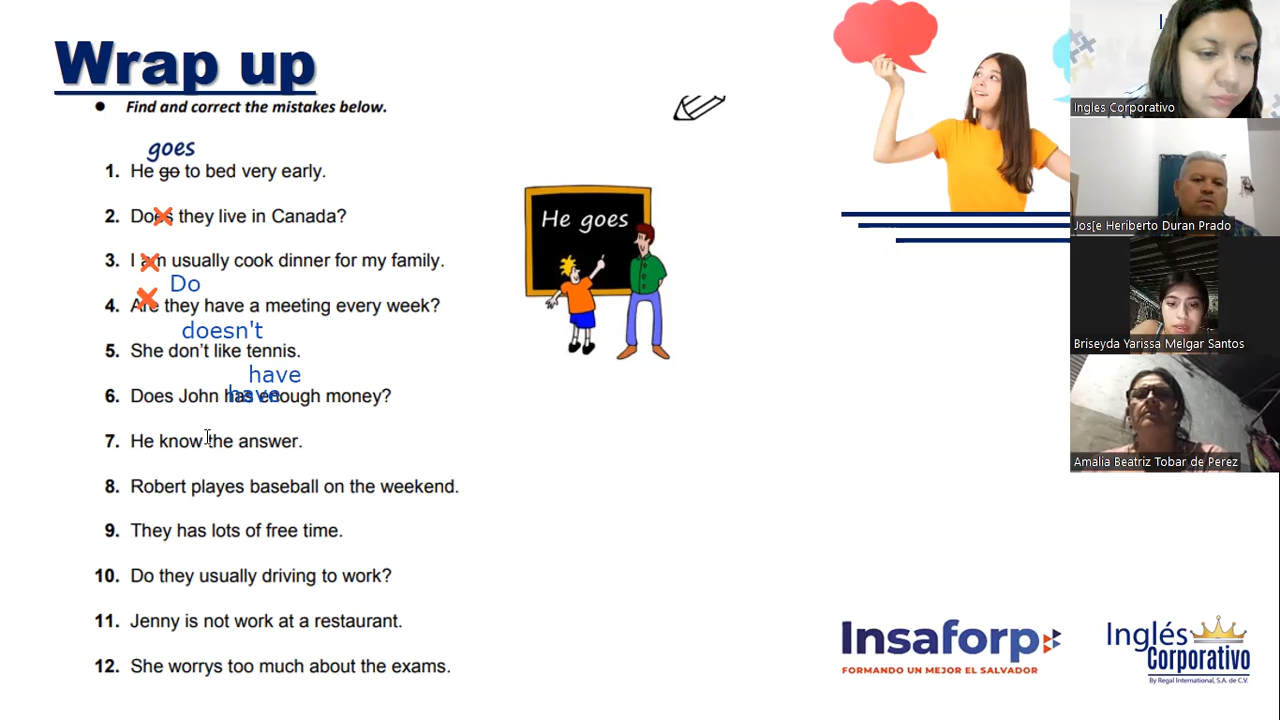 Wrap up
● Find and correct the mistakes below.
goes
1. He go to bed very early.
2. Does they live in Canada?
3. I am usually cook dinner for my family.
Do
4. Are they have a meeting every week?
doesn't
5. She don't like tennis.
have
6. Does John has enough money?
have
7. He know the answer.
8. Robert playes baseball on the weekend.
9. They has lots of free time.
10. Do they usually driving to work?
11. Jenny is not work at a restaurant.
12. She worrys too much about the exams.
He goes
Insaforp
FORMANDO UN MEJOR EL SALVADOR
Inglés
Corporativo
By Regal International, S.A. de C.V.
Ingles Corporativo
Jos[e Heriberto Duran Prado
Briseyda Yarissa Melgar Santos
Amalia Beatriz Tobar de Perez